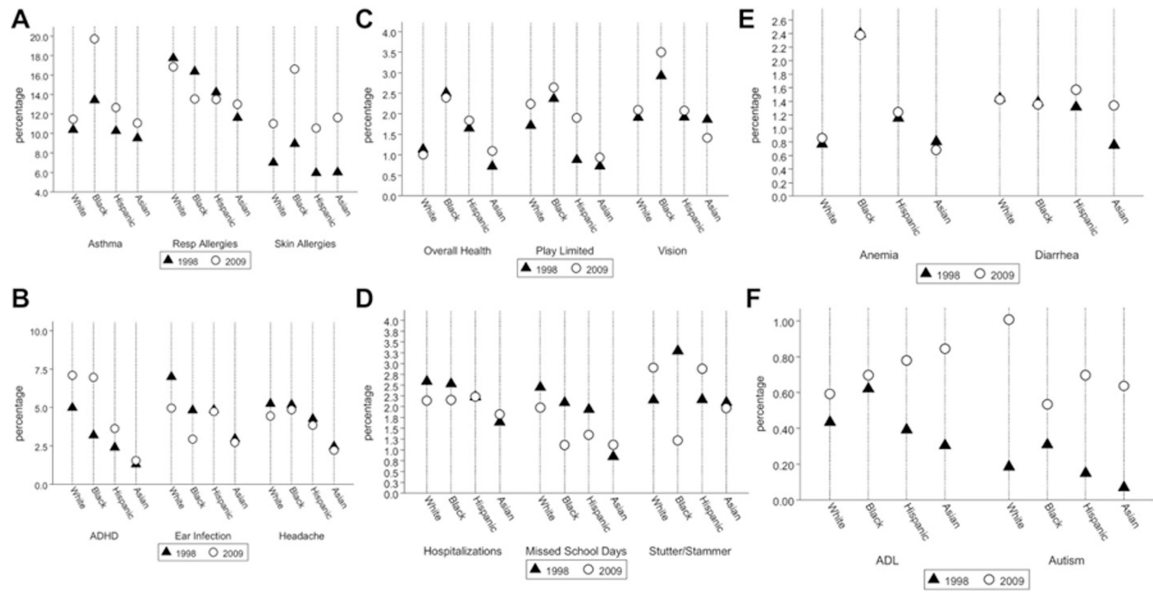 A
percentage
20.0
18.0
16.0
14.0
12.0
10.0
8.0
6.0
4.0
White Black Hispanic Asian White Black Hispanic Asian White Black Hispanic Asian
Asthma Resp Allergies Skin Allergies
▲ 1998 ○ 2009
B
percentage
10.0
7.5
5.0
2.5
0.0
White Black Hispanic Asian White Black Hispanic Asian White Black Hispanic Asian
ADHD Ear Infection Headache
▲ 1998 ○ 2009
C
percentage
4.0
3.5
3.0
2.5
2.0
1.5
1.0
0.5
0.0
White Black Hispanic Asian White Black Hispanic Asian White Black Hispanic Asian
Overall Health Play Limited Vision
▲ 1998 ○ 2009
D
percentage
4.0
3.8
3.5
3.3
3.0
2.8
2.5
2.3
2.0
1.8
1.5
1.3
1.0
0.8
0.5
0.3
0.0
White Black Hispanic Asian White Black Hispanic Asian White Black Hispanic Asian
Hospitalizations Missed School Days Stutter/Stammer
▲ 1998 ○ 2009
E
percentage
2.6
2.4
2.2
2.0
1.8
1.6
1.4
1.2
1.0
0.8
0.6
0.4
0.2
0.0
White Black Hispanic Asian White Black Hispanic Asian
Anemia Diarrhea
▲ 1998 ○ 2009
F
percentage
1.00
0.80
0.60
0.40
0.20
0.00
White Black Hispanic Asian White Black Hispanic Asian
ADL Autism
▲ 1998 ○ 2009